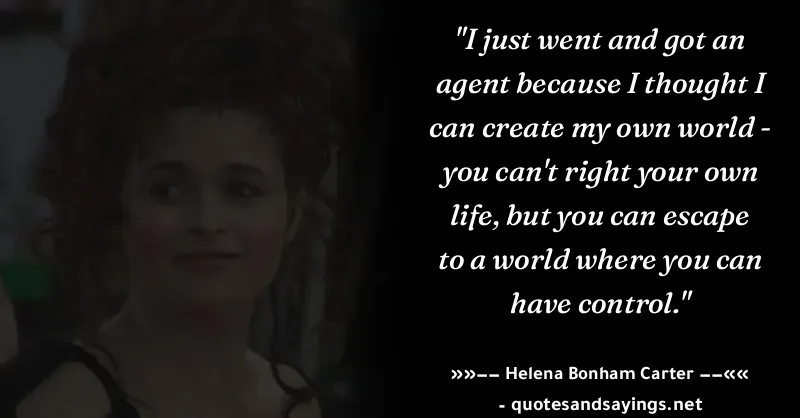 "I just went and got an
agent because I thought I
can create my own world -
you can't right your own
life, but you can escape
to a world where you can
have control."
»»–– Helena Bonham Carter ––««
- quotesandsayings.net